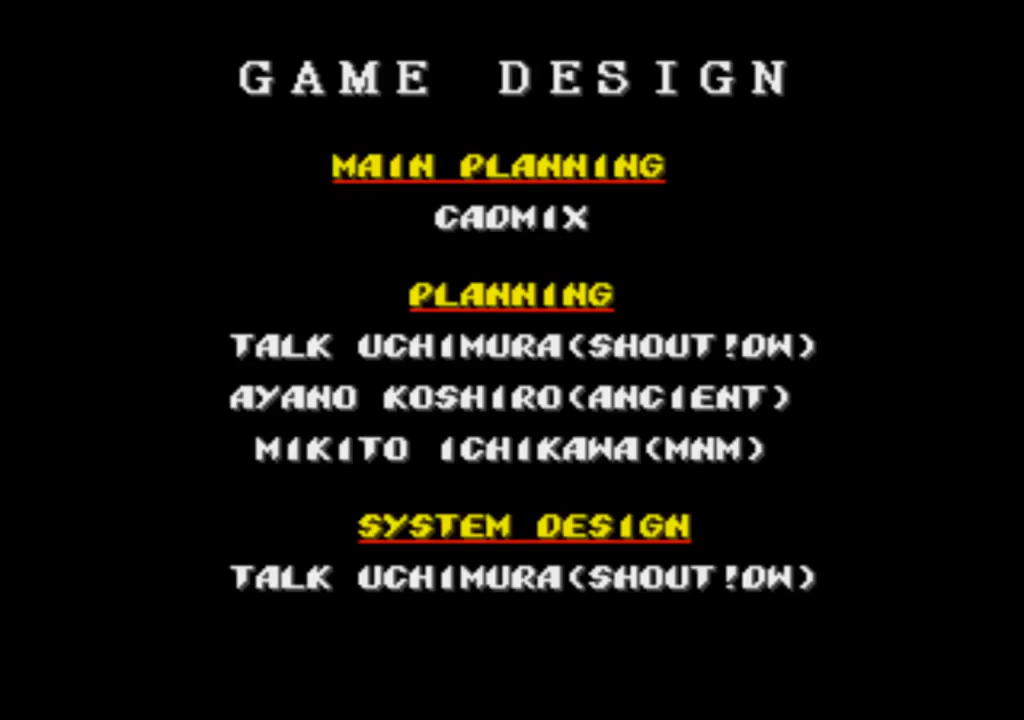 GAME DESIGN
MAIN PLANNING
CADMIX
PLANNING
TALK UCHIMURA(SHOUT!DW)
AYANO KOSHIRO(ANCIENT)
MIKITO ICHIKAWA(MNM)
SYSTEM DESIGN
TALK UCHIMURA(SHOUT!DW)